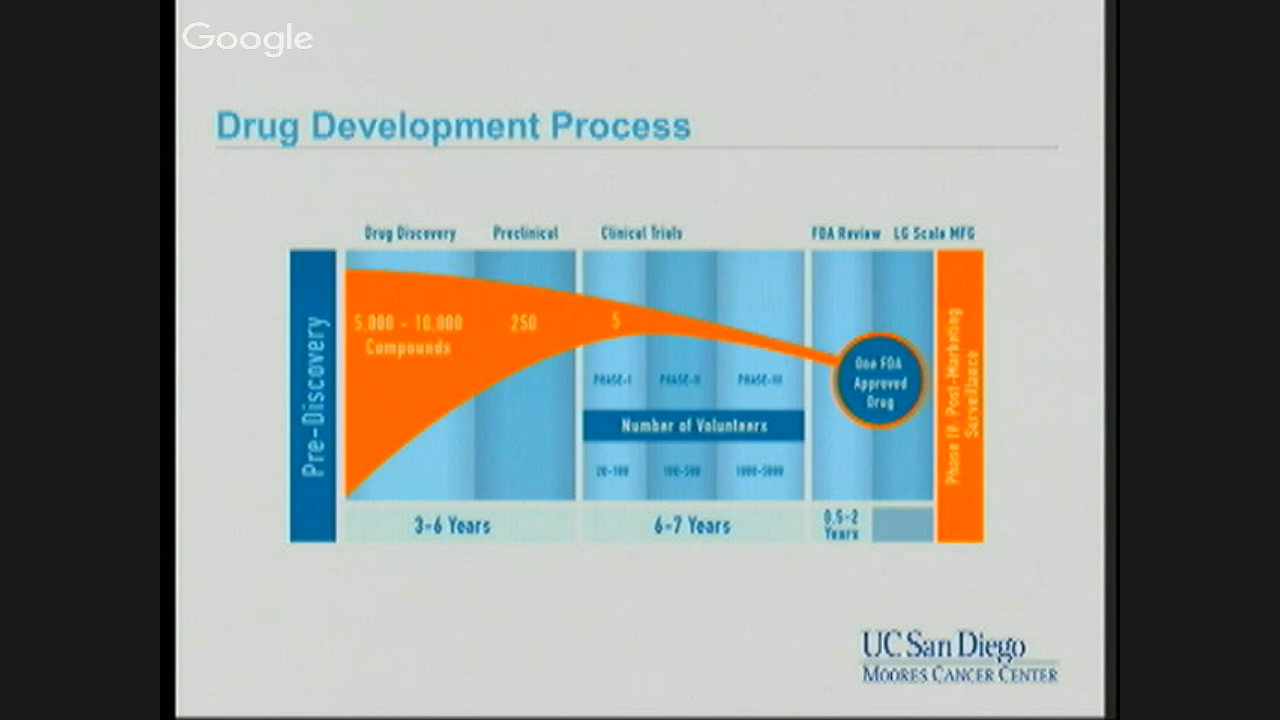 Google
Drug Development Process
Drug Discovery
Preclinical
Clinical Trials
FDA Review
LG Scale MFG
Pre-Discovery
5,000 - 10,000
Compounds
250
5
PHASE-I
PHASE-II
PHASE-III
Number of Volunteers
20-100
100-500
1000-5000
One FDA
Approved
Drug
Phase IV: Post-Marketing
Surveillance
3-6 Years
6-7 Years
0.5-2
Years
UC San Diego
MOORES CANCER CENTER